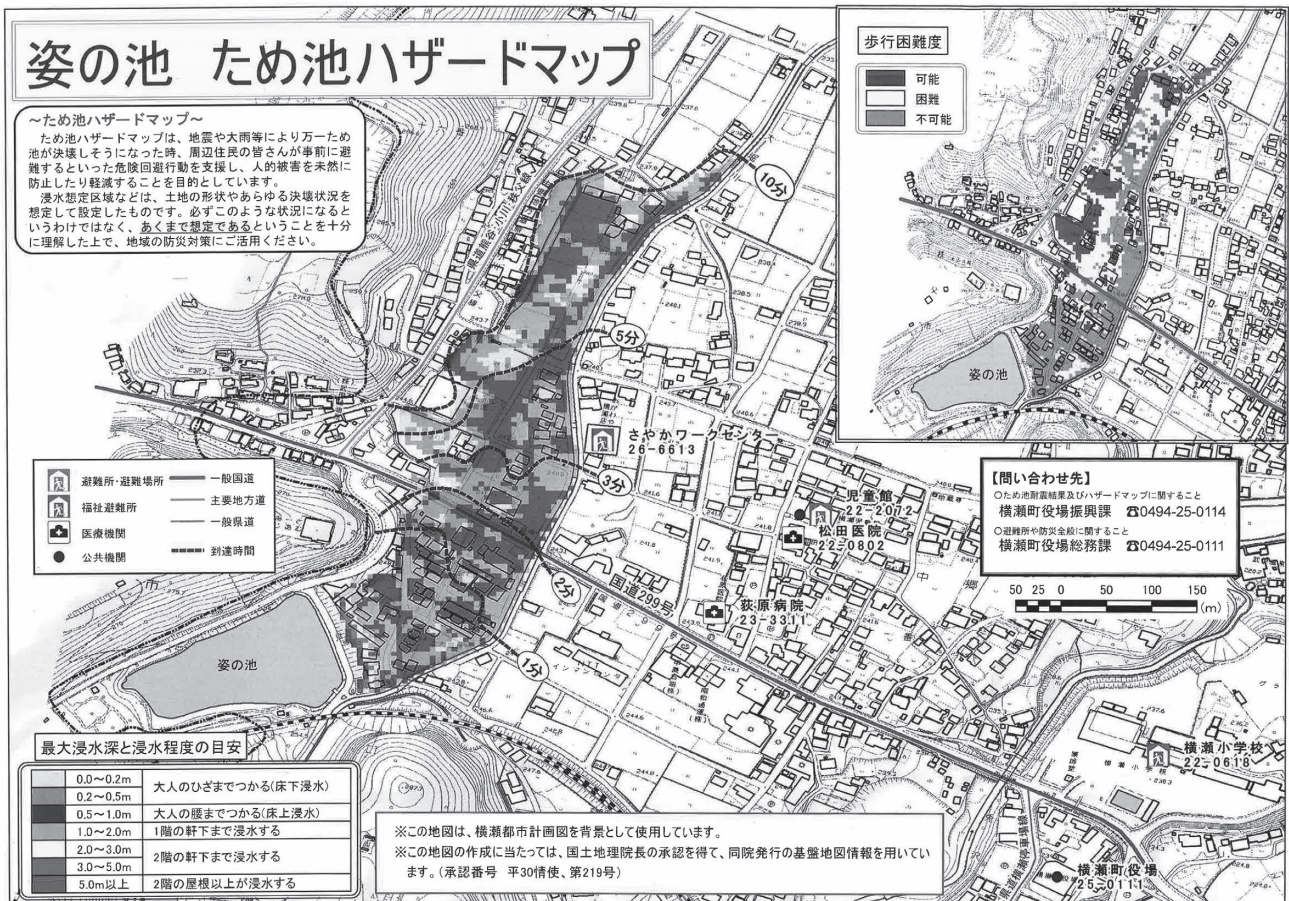 姿の池 ため池ハザードマップ
～ため池ハザードマップ～
ため池ハザードマップは、地震や大雨等により万一ため
池が決壊しそうになった時、周辺住民の皆さんが事前に避
難するといった危険回避行動を支援し、人的被害を未然に
防止したり軽減することを目的としています。
浸水想定区域などは、土地の形状やあらゆる決壊状況を
想定して設定したものです。必ずこのような状況になると
いうわけではなく、あくまで想定であるということを十分
に理解した上で、地域の防災対策にご活用ください。
歩行困難度
可能
困難
不可能
姿の池
県道熊谷小川秩父線
10分
5分
3分
2分
1分
さやかワークセンター
26-6613
児童館
22-2072
松田医院
22-0802
荻原病院
23-3311
国道299号
国道299号
中郷
避難所・避難場所
福祉避難所
医療機関
公共機関
一般国道
主要地方道
一般県道
到達時間
【問い合わせ先】
○ため池耐震結果及びハザードマップに関すること
横瀬町役場振興課 ☎0494-25-0114
○避難所や防災全般に関すること
横瀬町役場総務課 ☎0494-25-0111
50 25 0 50 100 150
(m)
市
姿の池
横瀬小学校
22-0618
横瀬町役場
25-0111
県道横瀬停車場線
最大浸水深と浸水程度の目安
0.0～0.2m
大人のひざまでつかる(床下浸水)
0.2～0.5m
0.5～1.0m 大人の腰までつかる(床上浸水)
1.0～2.0m 1階の軒下まで浸水する
2.0～3.0m
2階の軒下まで浸水する
3.0～5.0m
5.0m以上 2階の屋根以上が浸水する
※この地図は、横瀬都市計画図を背景として使用しています。
※この地図の作成に当たっては、国土地理院長の承認を得て、同院発行の基盤地図情報を用いてい
ます。(承認番号 平30情使、第219号)